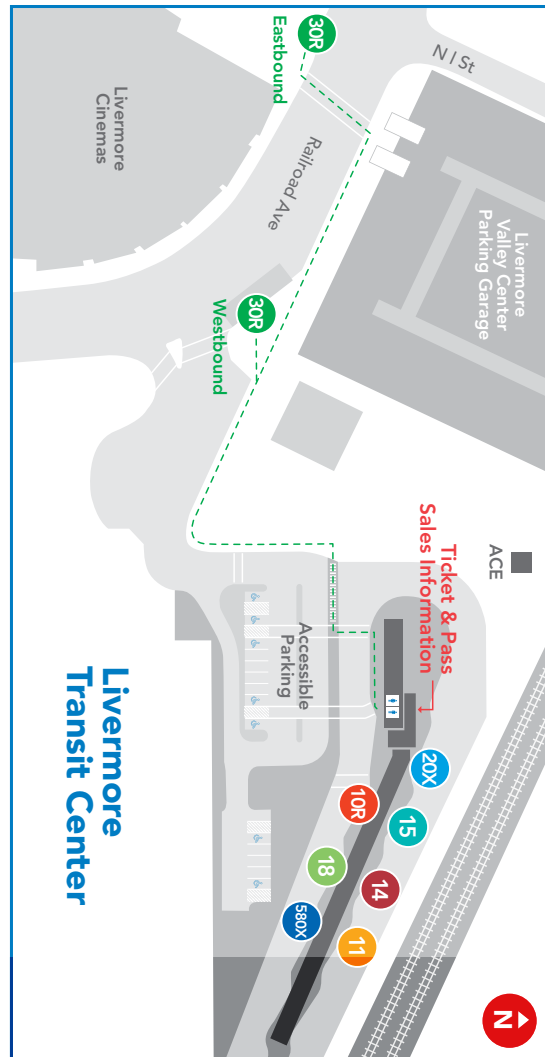 N I St
30R
Eastbound
Livermore
Cinemas
Railroad Ave
Livermore
Valley Center
Parking Garage
30R
Westbound
ACE
Ticket & Pass
Sales Information
Accessible
Parking
Livermore
Transit Center
20X
10R
15
18
14
580X
11
N